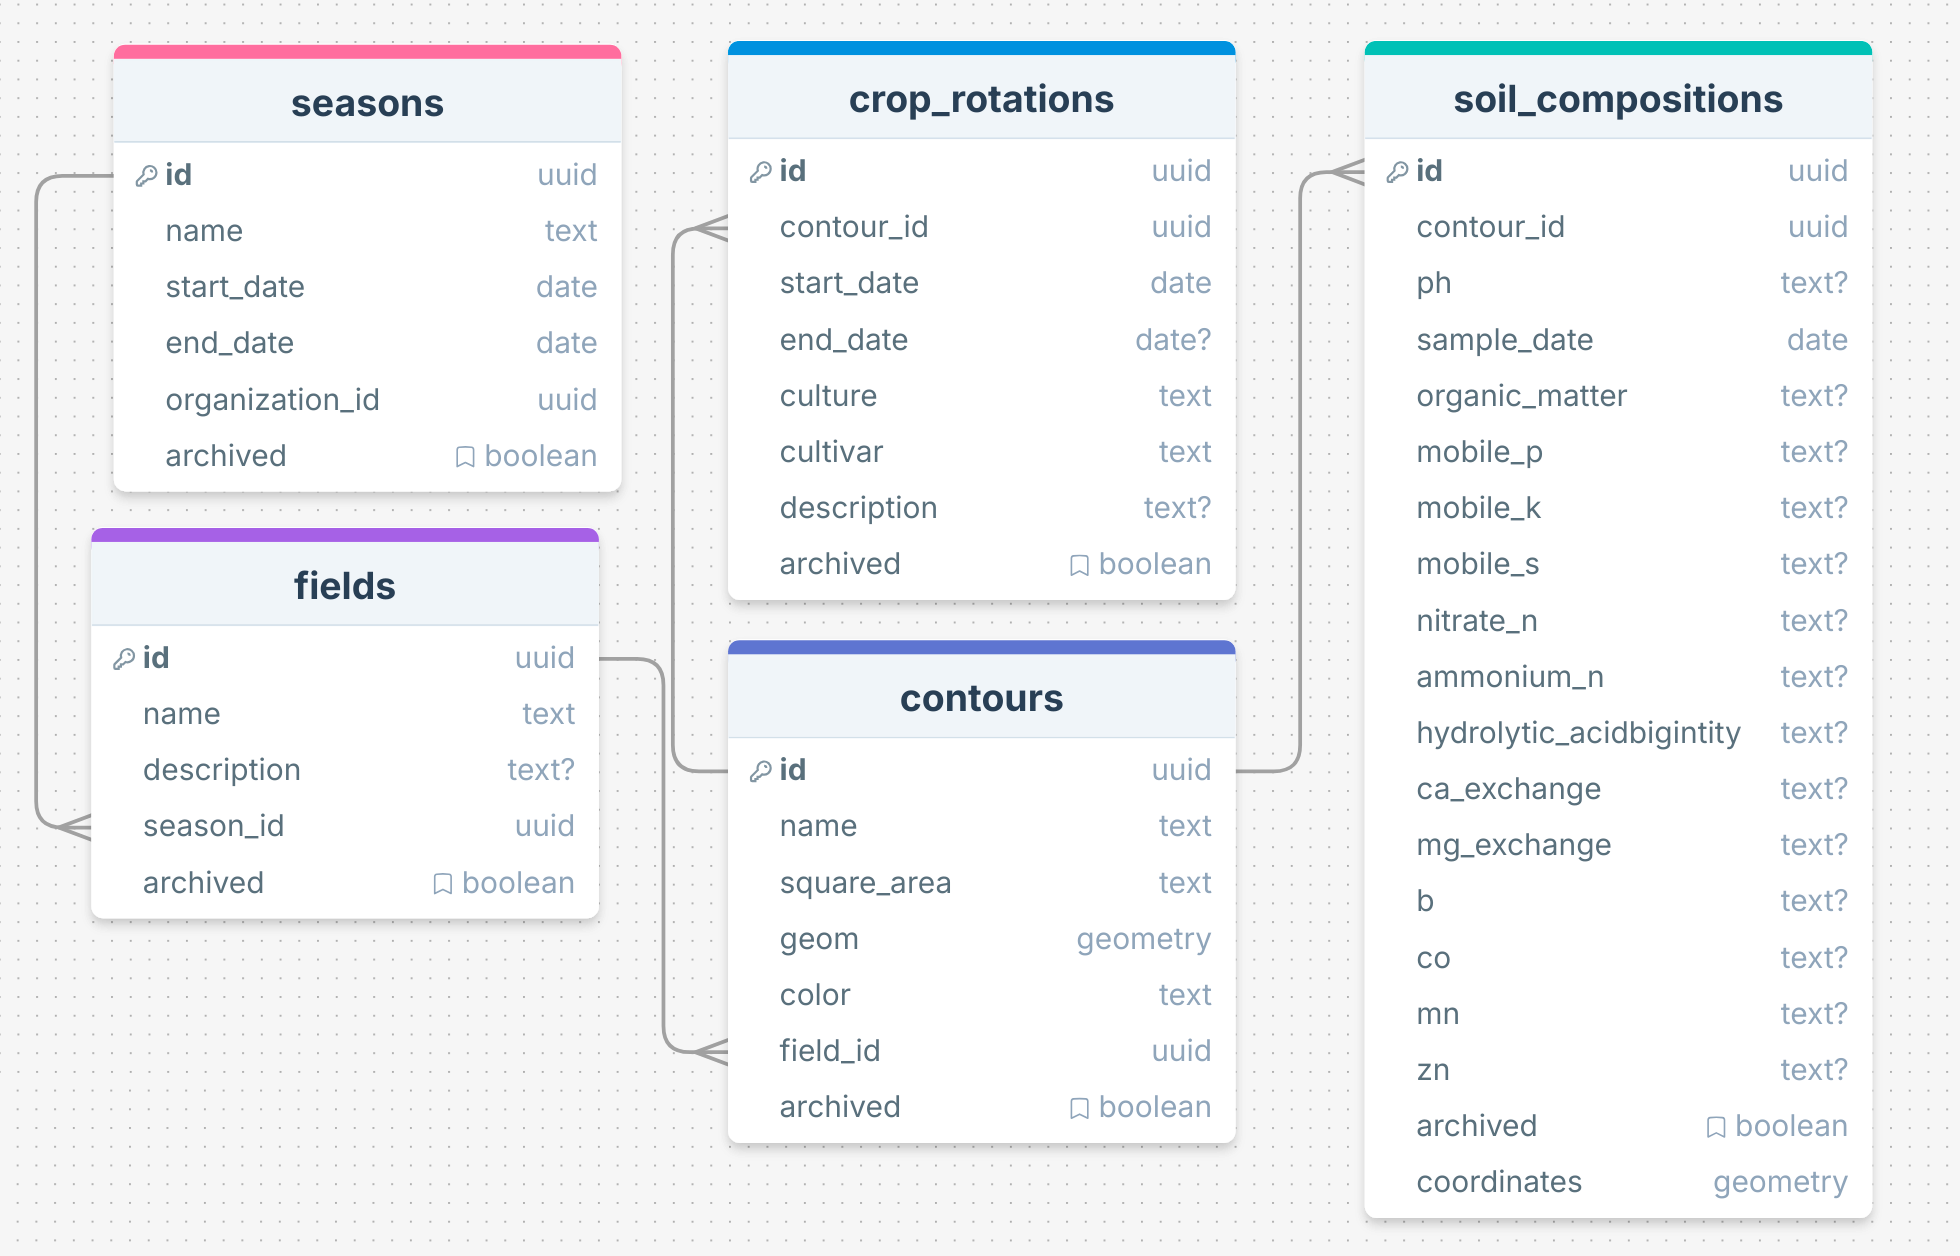 seasons
id uuid
name text
start_date date
end_date date
organization_id uuid
archived boolean
fields
id uuid
name text
description text?
season_id uuid
archived boolean
crop_rotations
id uuid
contour_id uuid
start_date date
end_date date?
culture text
cultivar text
description text?
archived boolean
contours
id uuid
name text
square_area text
geom geometry
color text
field_id uuid
archived boolean
soil_compositions
id uuid
contour_id uuid
ph text?
sample_date date
organic_matter text?
mobile_p text?
mobile_k text?
mobile_s text?
nitrate_n text?
ammonium_n text?
hydrolytic_acidbigintity text?
ca_exchange text?
mg_exchange text?
b text?
co text?
mn text?
zn text?
archived boolean
coordinates geometry